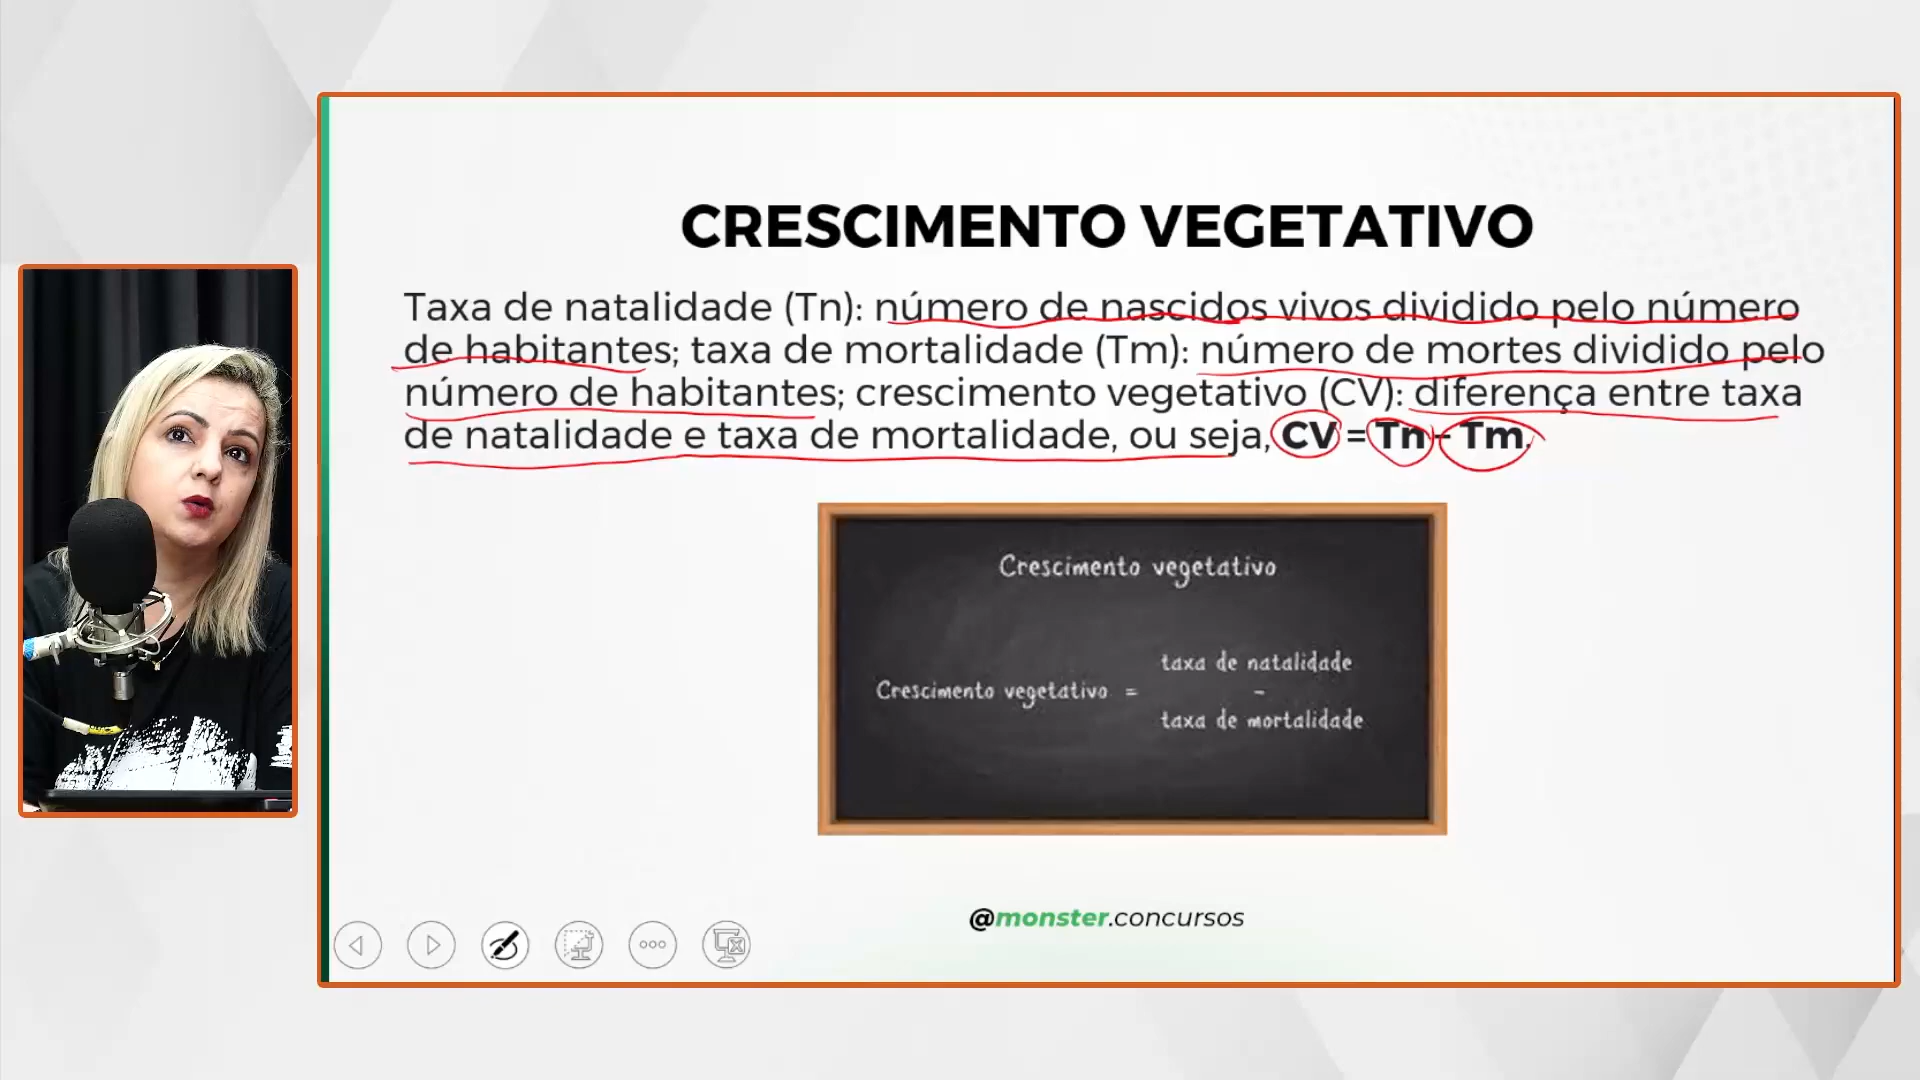 CRESCIMENTO VEGETATIVO
Taxa de natalidade (Tn): número de nascidos vivos dividido pelo número
de habitantes; taxa de mortalidade (Tm): número de mortes dividido pelo
número de habitantes; crescimento vegetativo (CV): diferença entre taxa
de natalidade e taxa de mortalidade, ou seja, CV = Tn – Tm.
Crescimento vegetativo
taxa de natalidade
Crescimento vegetativo = -
taxa de mortalidade
@monster.concursos